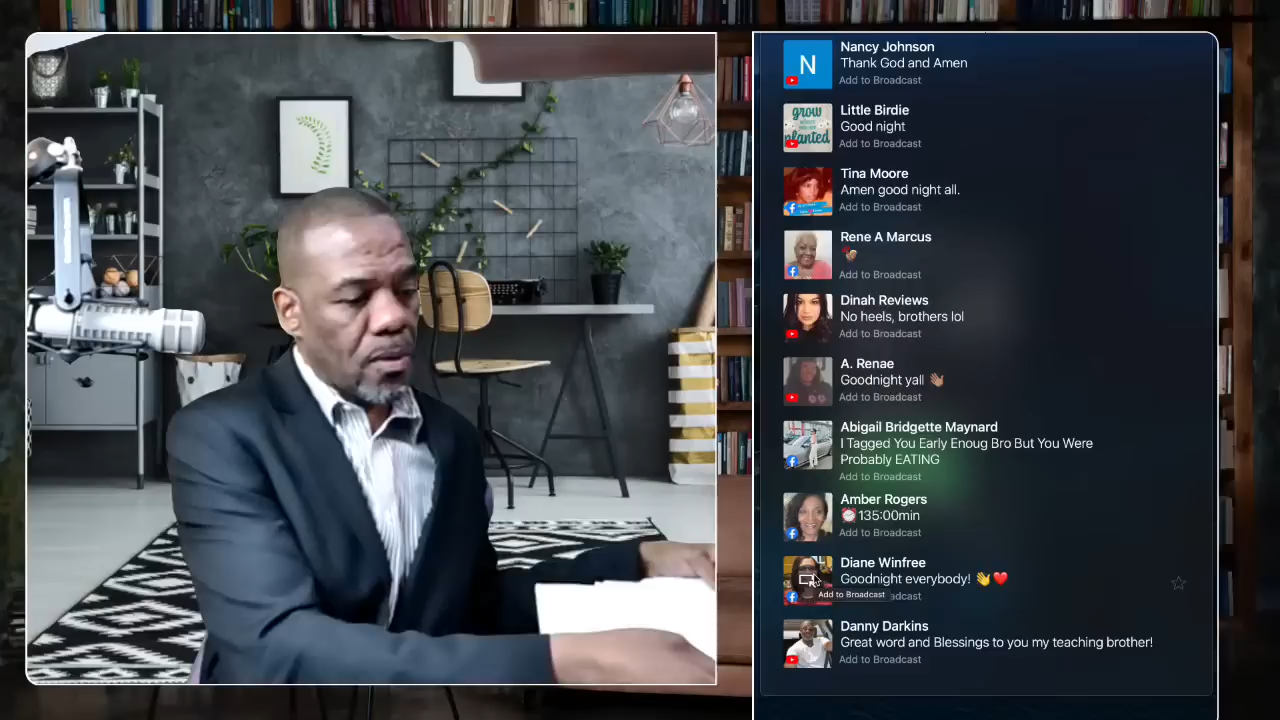 N
Nancy Johnson
Thank God and Amen
Add to Broadcast
grow
planted
Little Birdie
Good night
Add to Broadcast
Tina Moore
Amen good night all.
Add to Broadcast
Rene A Marcus
👏🏾
Add to Broadcast
Dinah Reviews
No heels, brothers lol
Add to Broadcast
A. Renae
Goodnight yall 👋🏽
Add to Broadcast
Abigail Bridgette Maynard
I Tagged You Early Enoug Bro But You Were
Probably EATING
Add to Broadcast
Amber Rogers
⏰135:00min
Add to Broadcast
Diane Winfree
Goodnight everybody! 👋❤️
Add to Broadcast
adcast
Danny Darkins
Great word and Blessings to you my teaching brother!
Add to Broadcast